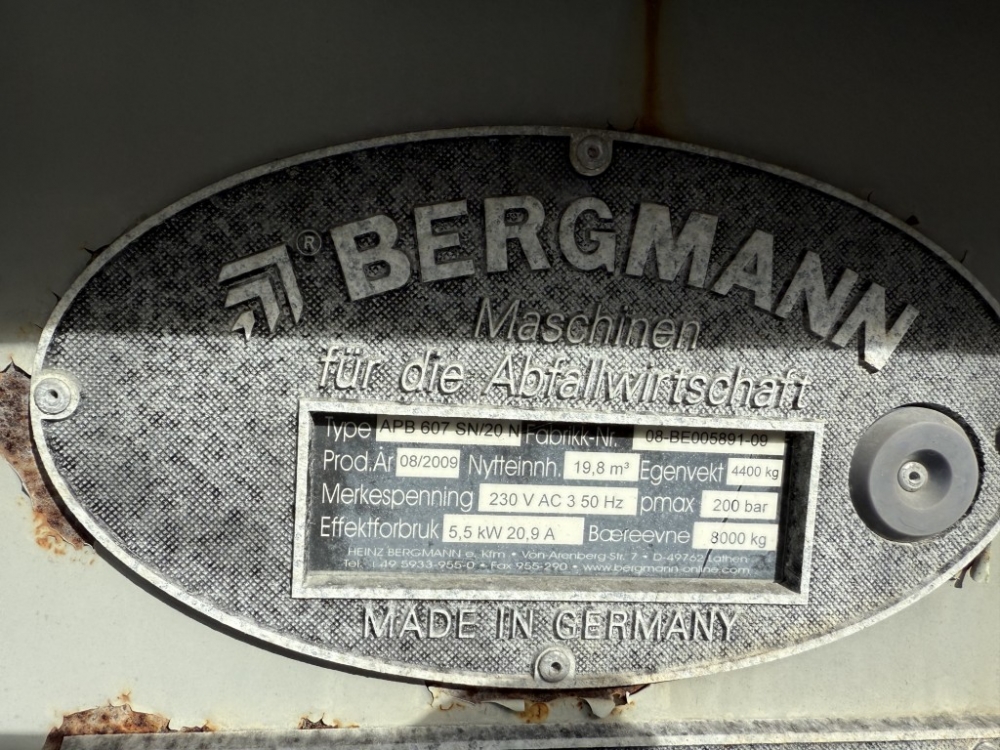 ® BERGMANN
Maschinen
für die Abfallwirtschaft
Type APB 607 SN/20 N Fabrikk-Nr. 08-BE005891-09
Prod.År 08/2009 Nytteinnh. 19,8 m³ Egenvekt 4400 kg
Merkespenning 230 V AC 3 50 Hz pmax 200 bar
Effektforbruk 5,5 kW 20,9 A Bæreevne 8000 kg
HEINZ BERGMANN e. Kfm • Von-Arenberg-Str. 7 • D-49762 Lathen
Tel. +49 5933-955-0 • Fax 955-290 • www.bergmann-online.com
MADE IN GERMANY